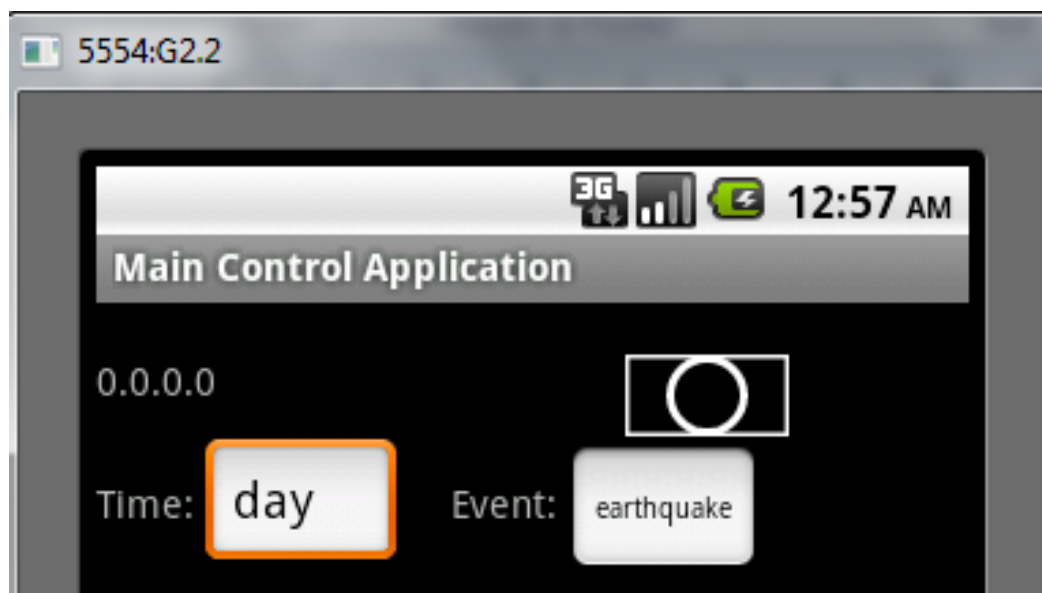 5554:G2.2
3G 12:57 AM
Main Control Application
0.0.0.0
Time: day Event: earthquake